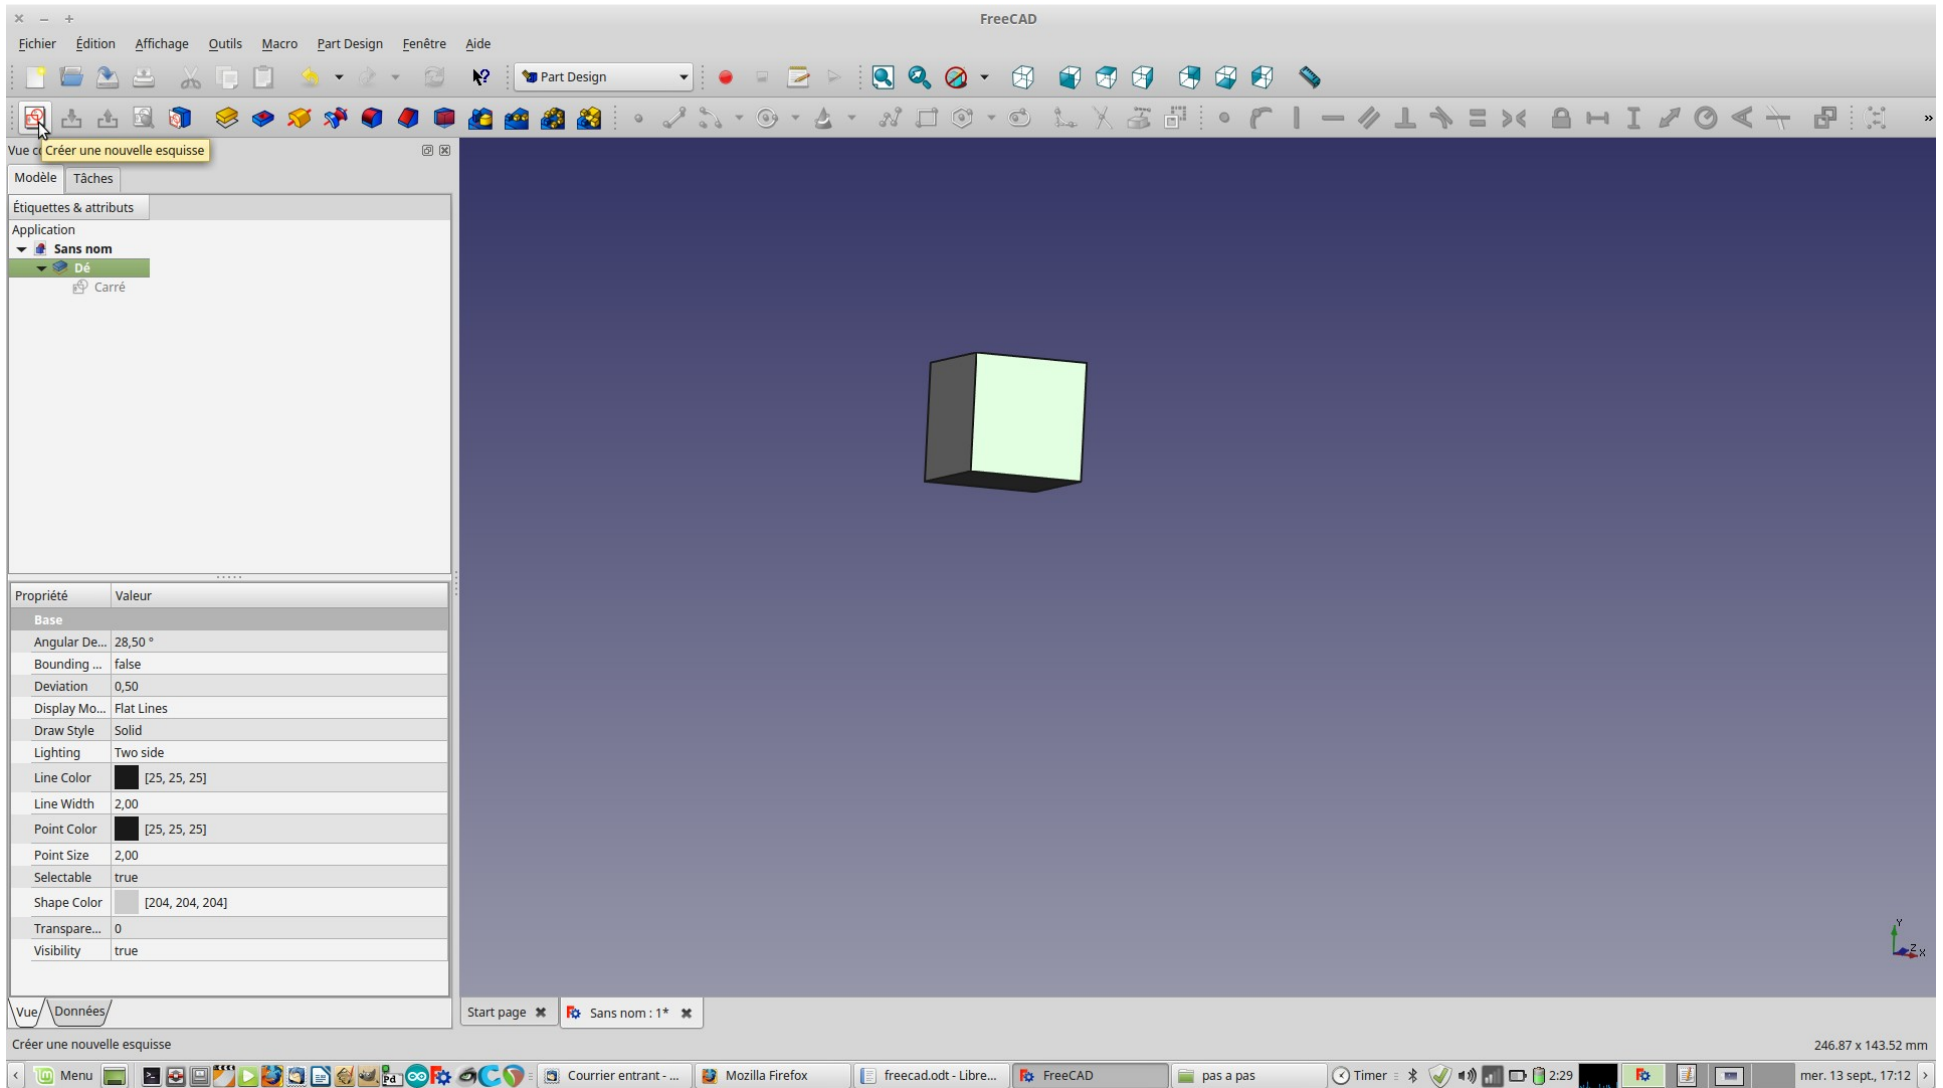 FreeCAD
Fichier Édition Affichage Outils Macro Part Design Fenêtre Aide
Part Design
Créer une nouvelle esquisse
Modèle Tâches
Étiquettes & attributs
Application
Sans nom
Dé
Carré
Propriété Valeur
Base
Angular De... 28,50 °
Bounding ... false
Deviation 0,50
Display Mo... Flat Lines
Draw Style Solid
Lighting Two side
Line Color [25, 25, 25]
Line Width 2,00
Point Color [25, 25, 25]
Point Size 2,00
Selectable true
Shape Color [204, 204, 204]
Transpare... 0
Visibility true
Y
Z
X
Vue Données
Start page Sans nom : 1*
Créer une nouvelle esquisse 246.87 x 143.52 mm
Menu Pd Courrier entrant - ... Mozilla Firefox freecad.odt - Libre... FreeCAD pas a pas Timer 2:29 mer. 13 sept., 17:12